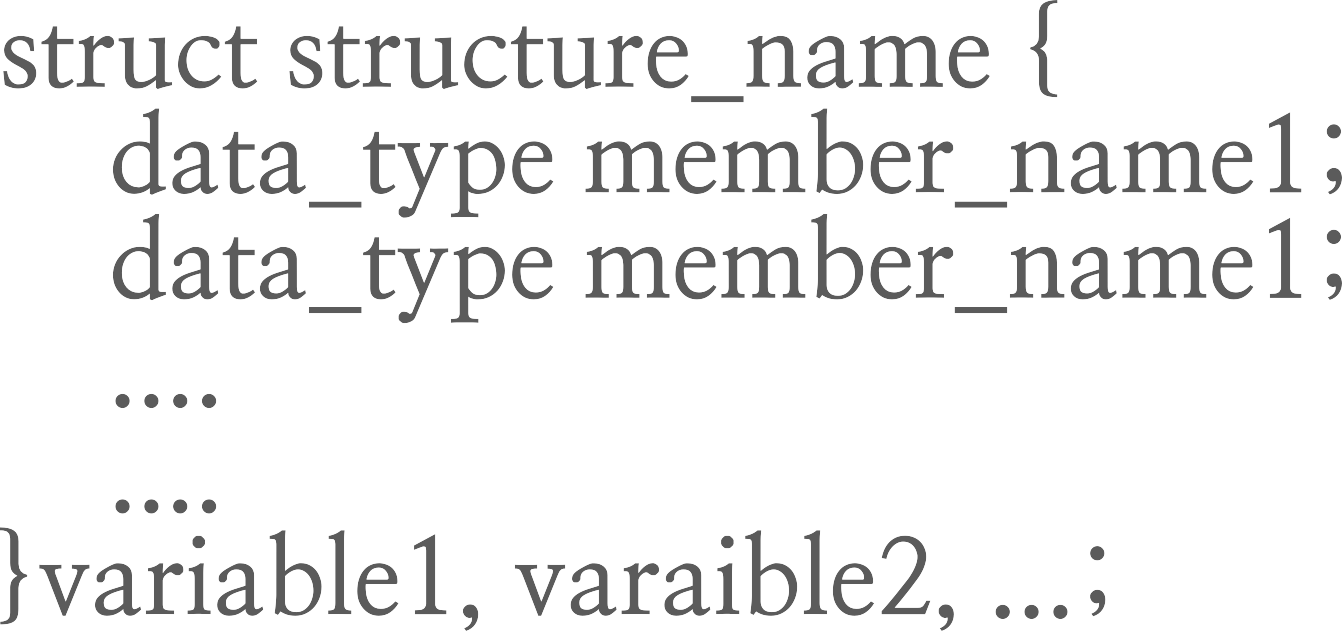 struct structure_name {
data_type member_name1;
data_type member_name1;
....
....
}variable1, varaible2, ...;